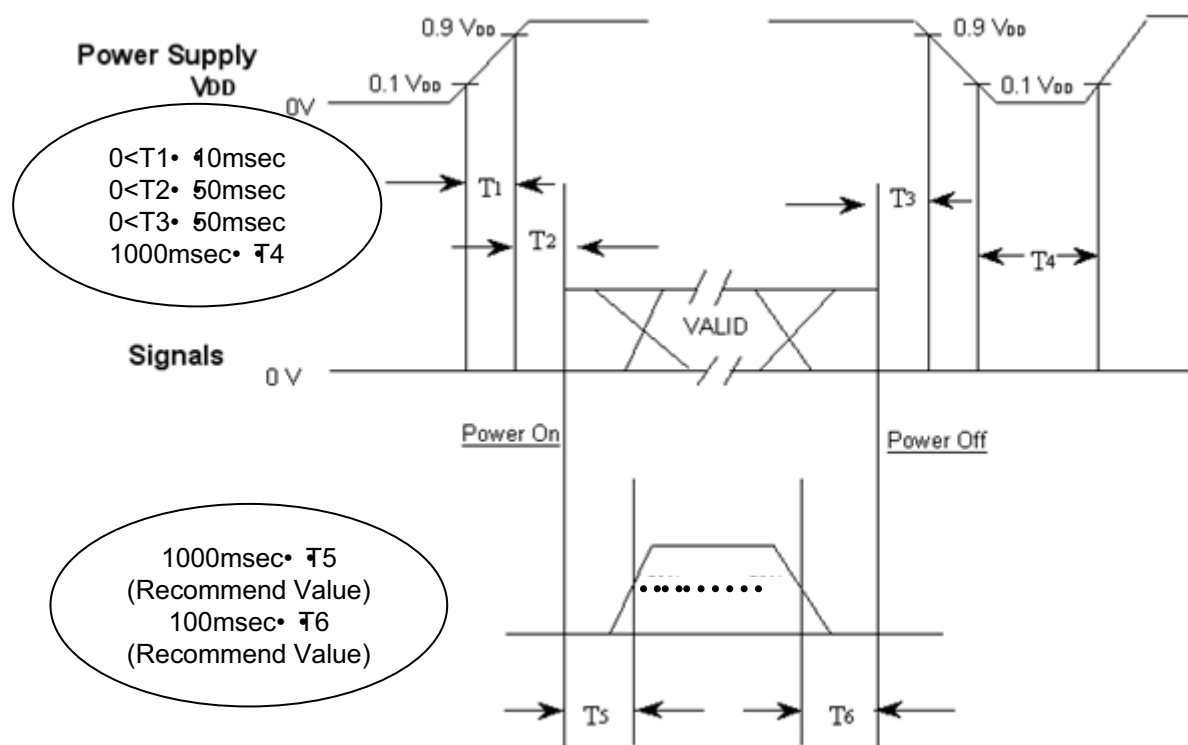 0.9 VDD
0.9 VDD
Power Supply
VDD
0.1 VDD
0.1 VDD
0V
0<T1• •10msec
0<T2• •50msec
0<T3• •50msec
1000msec• •T4
T1
T3
T2
T4
VALID
Signals
0 V
Power On
Power Off
1000msec• •T5
(Recommend Value)
100msec• •T6
(Recommend Value)
T5
T6